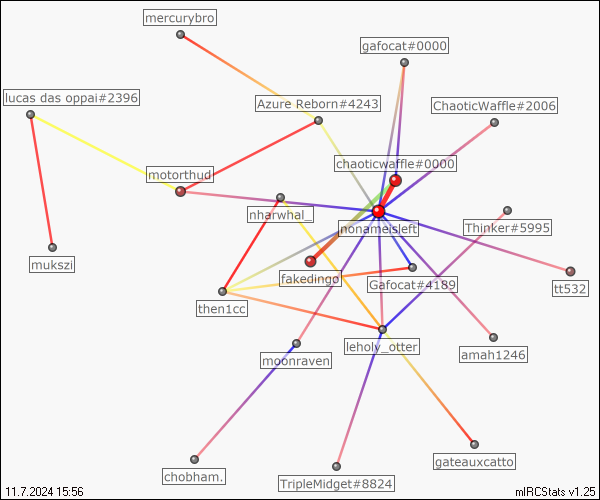 mercurybro
gafocat#0000
lucas das oppai#2396
Azure Reborn#4243
ChaoticWaffle#2006
chaoticwaffle#0000
motorthud
nharwhal_
nonameisleft
Thinker#5995
mukszi
fakedingo
Gafocat#4189
tt532
then1cc
leholy_otter
moonraven
amah1246
gateauxcatto
chobham.
TripleMidget#8824
11.7.2024 15:56
mIRCStats v1.25